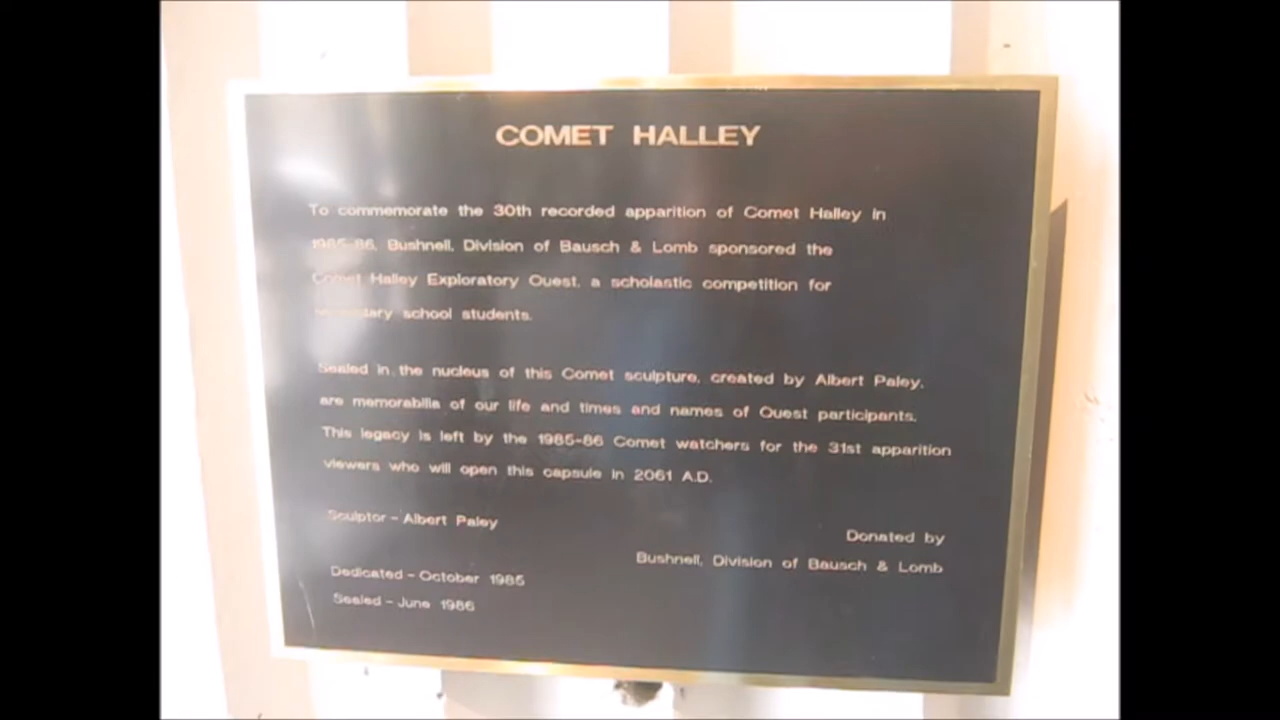 COMET HALLEY
To commemorate the 30th recorded apparition of Comet Halley in
1985-86, Bushnell, Division of Bausch & Lomb sponsored the
Comet Halley Exploratory Quest, a scholastic competition for
secondary school students.
Sealed in the nucleus of this Comet sculpture, created by Albert Paley,
are memorabilia of our life and times and names of Quest participants.
This legacy is left by the 1985-86 Comet watchers for the 31st apparition
viewers who will open this capsule in 2061 A.D.
Sculptor - Albert Paley
Donated by
Bushnell, Division of Bausch & Lomb
Dedicated - October 1985
Sealed - June 1986